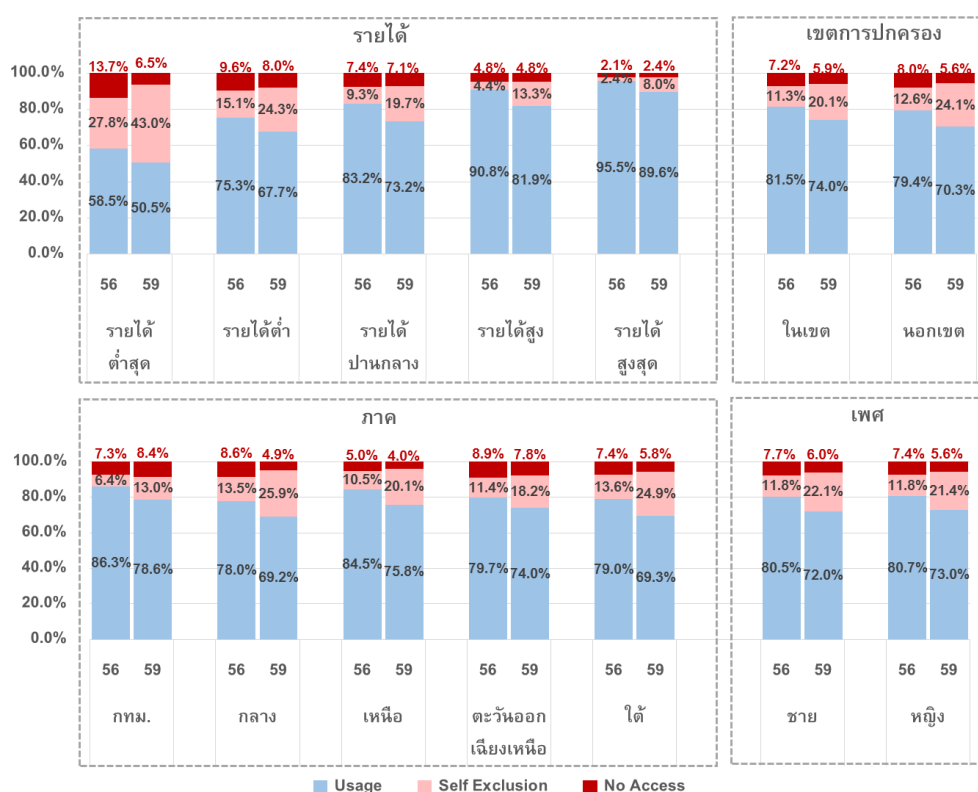 รายได้
13.7% 6.5% 9.6% 8.0% 7.4% 7.1% 4.8% 4.8% 2.1% 2.4%
100.0%
80.0%
60.0%
40.0%
20.0%
0.0%
27.8% 43.0% 15.1% 24.3% 9.3% 19.7% 4.4% 13.3% 2.4% 8.0%
58.5% 50.5% 75.3% 67.7% 83.2% 73.2% 90.8% 81.9% 95.5% 89.6%
56 59 56 59 56 59 56 59 56 59
รายได้
ต่ำสุด
รายได้ต่ำ
รายได้
ปานกลาง
รายได้สูง
รายได้
สูงสุด
เขตการปกครอง
7.2% 5.9% 8.0% 5.6%
11.3% 20.1% 12.6% 24.1%
81.5% 74.0% 79.4% 70.3%
56 59 56 59
ในเขต
นอกเขต
ภาค
7.3% 8.4% 8.6% 4.9% 5.0% 4.0% 8.9% 7.8% 7.4% 5.8%
100.0%
80.0%
60.0%
40.0%
20.0%
0.0%
6.4% 13.0% 13.5% 25.9% 10.5% 20.1% 11.4% 18.2% 13.6% 24.9%
86.3% 78.6% 78.0% 69.2% 84.5% 75.8% 79.7% 74.0% 79.0% 69.3%
56 59 56 59 56 59 56 59 56 59
กทม.
กลาง
เหนือ
ตะวันออก
เฉียงเหนือ
ใต้
เพศ
7.7% 6.0% 7.4% 5.6%
11.8% 22.1% 11.8% 21.4%
80.5% 72.0% 80.7% 73.0%
56 59 56 59
ชาย
หญิง
Usage Self Exclusion No Access